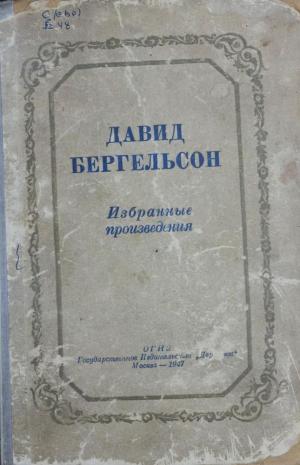 ДАВИД
БЕРГЕЛЬСОН
Избранные
произведения
ОГИЗ
Государственное Издательство
Москва — 1947